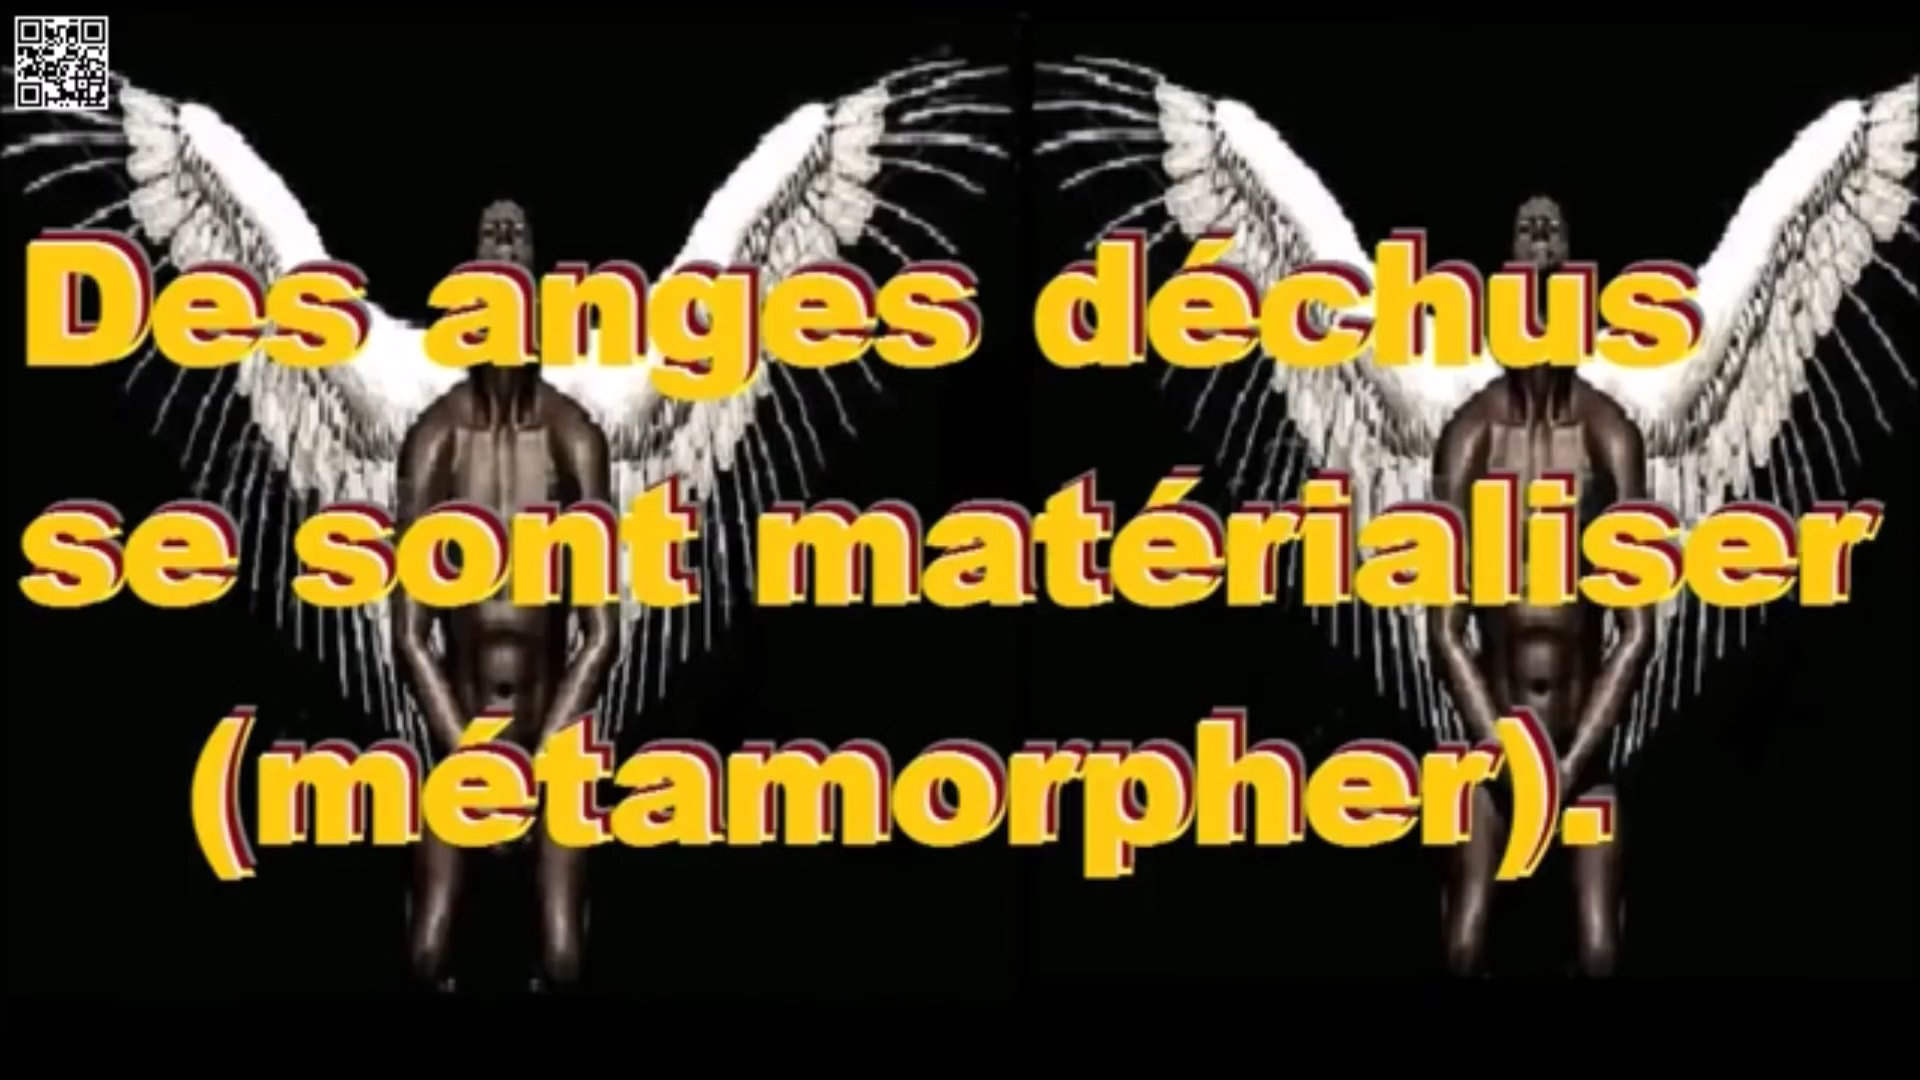 Des anges déchus
se sont matérialiser
(métamorpher).